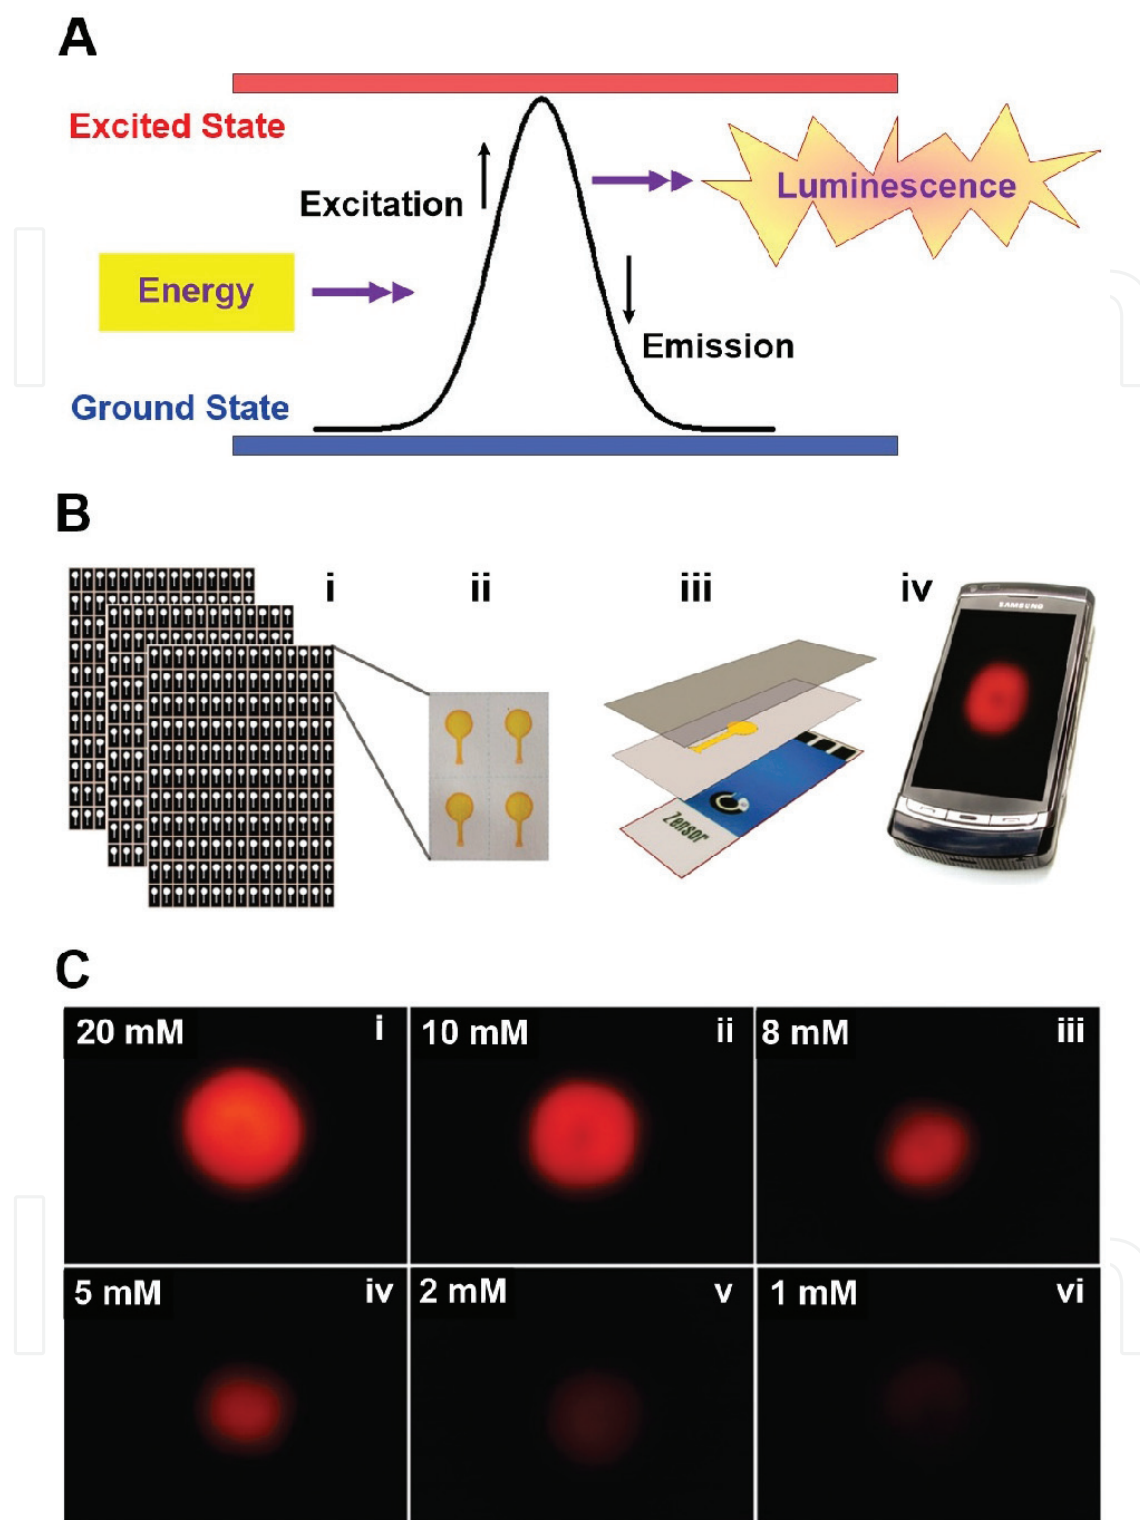 A
Excited State
Excitation
Luminescence
Energy
Emission
Ground State
B
i
ii
iii
iv
SAMSUNG
Zensor
C
20 mM
i
10 mM
ii
8 mM
iii
5 mM
iv
2 mM
v
1 mM
vi